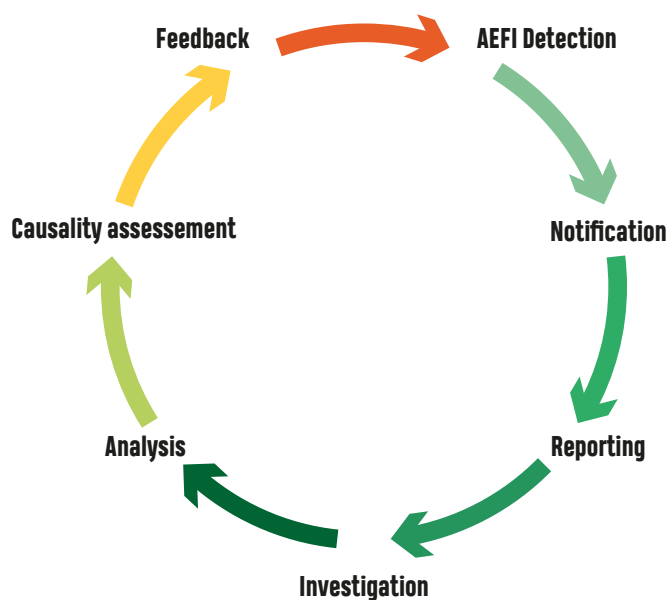 Feedback
AEFI Detection
Causality assessement
Notification
Analysis
Reporting
Investigation